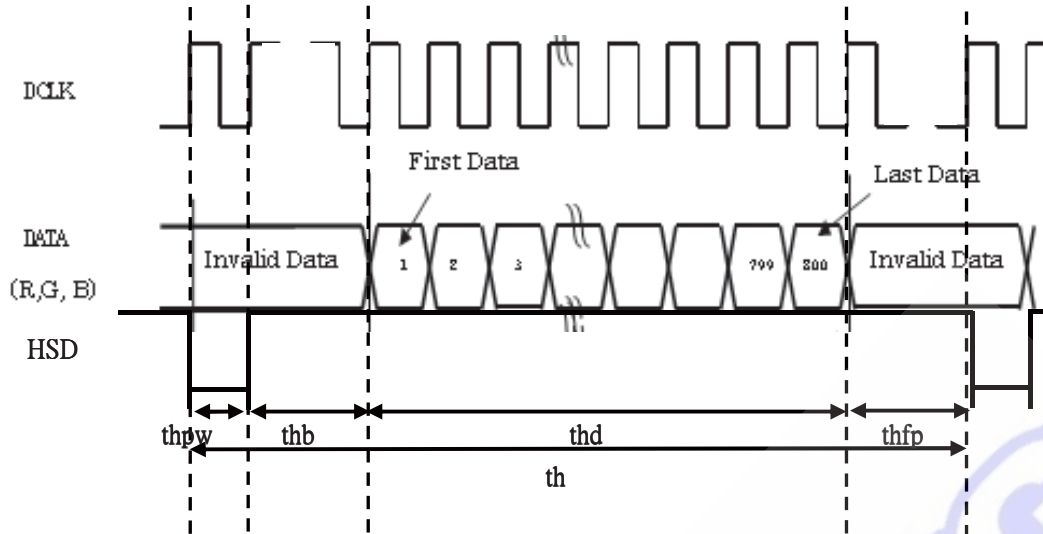 DCLK
First Data
Last Data
DATA
(R,G, B)
Invalid Data
1
2
3
799
800
Invalid Data
HSD
thpw
thb
thd
thfp
th